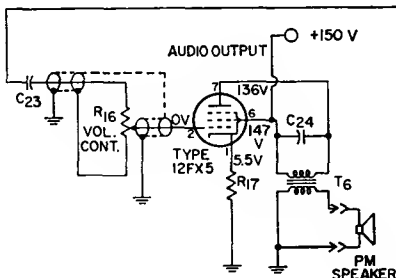 AUDIO OUTPUT
+150 V
C23
7
136V
R16
VOL.
CONT.
0V
2
6
147
V
C24
TYPE
12FX5
1
5.5V
R17
T6
PM
SPEAKER